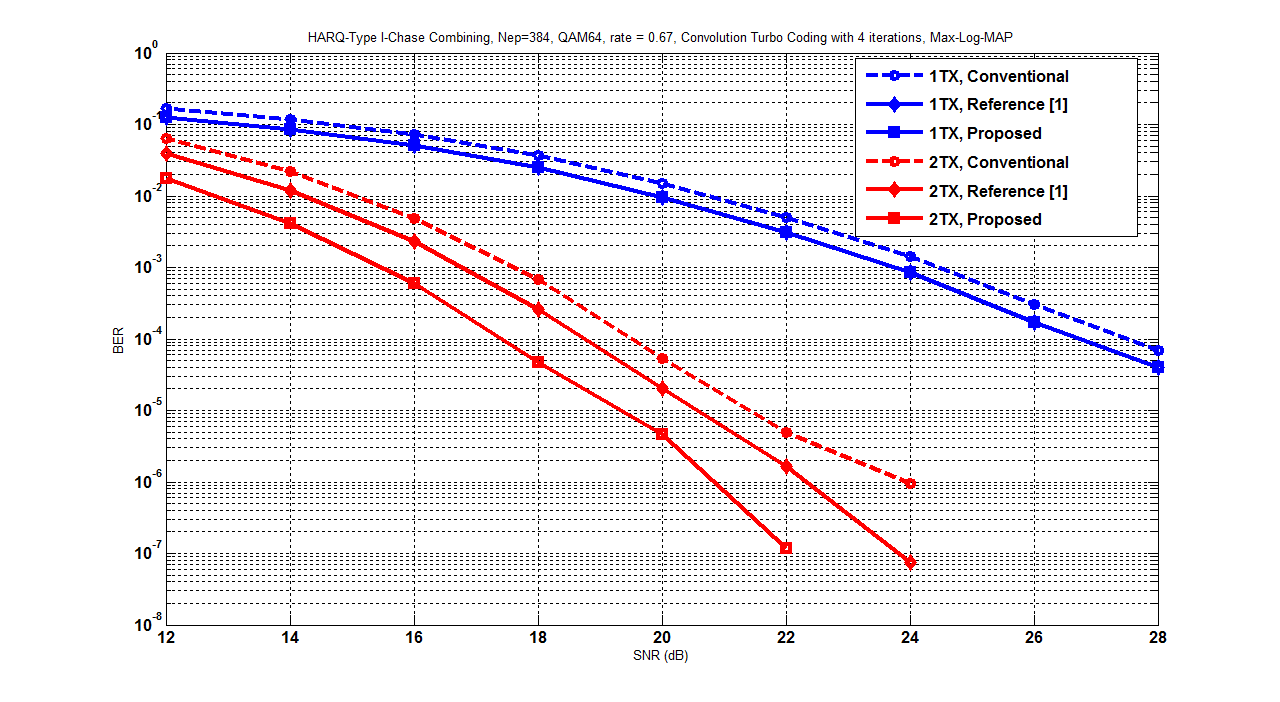 HARQ-Type I-Chase Combining, Nep=384, QAM64, rate = 0.67, Convolution Turbo Coding with 4 iterations, Max-Log-MAP
1TX, Conventional
1TX, Reference [1]
1TX, Proposed
2TX, Conventional
2TX, Reference [1]
2TX, Proposed
BER
10^0
10^-1
10^-2
10^-3
10^-4
10^-5
10^-6
10^-7
10^-8
12 14 16 18 20 22 24 26 28
SNR (dB)